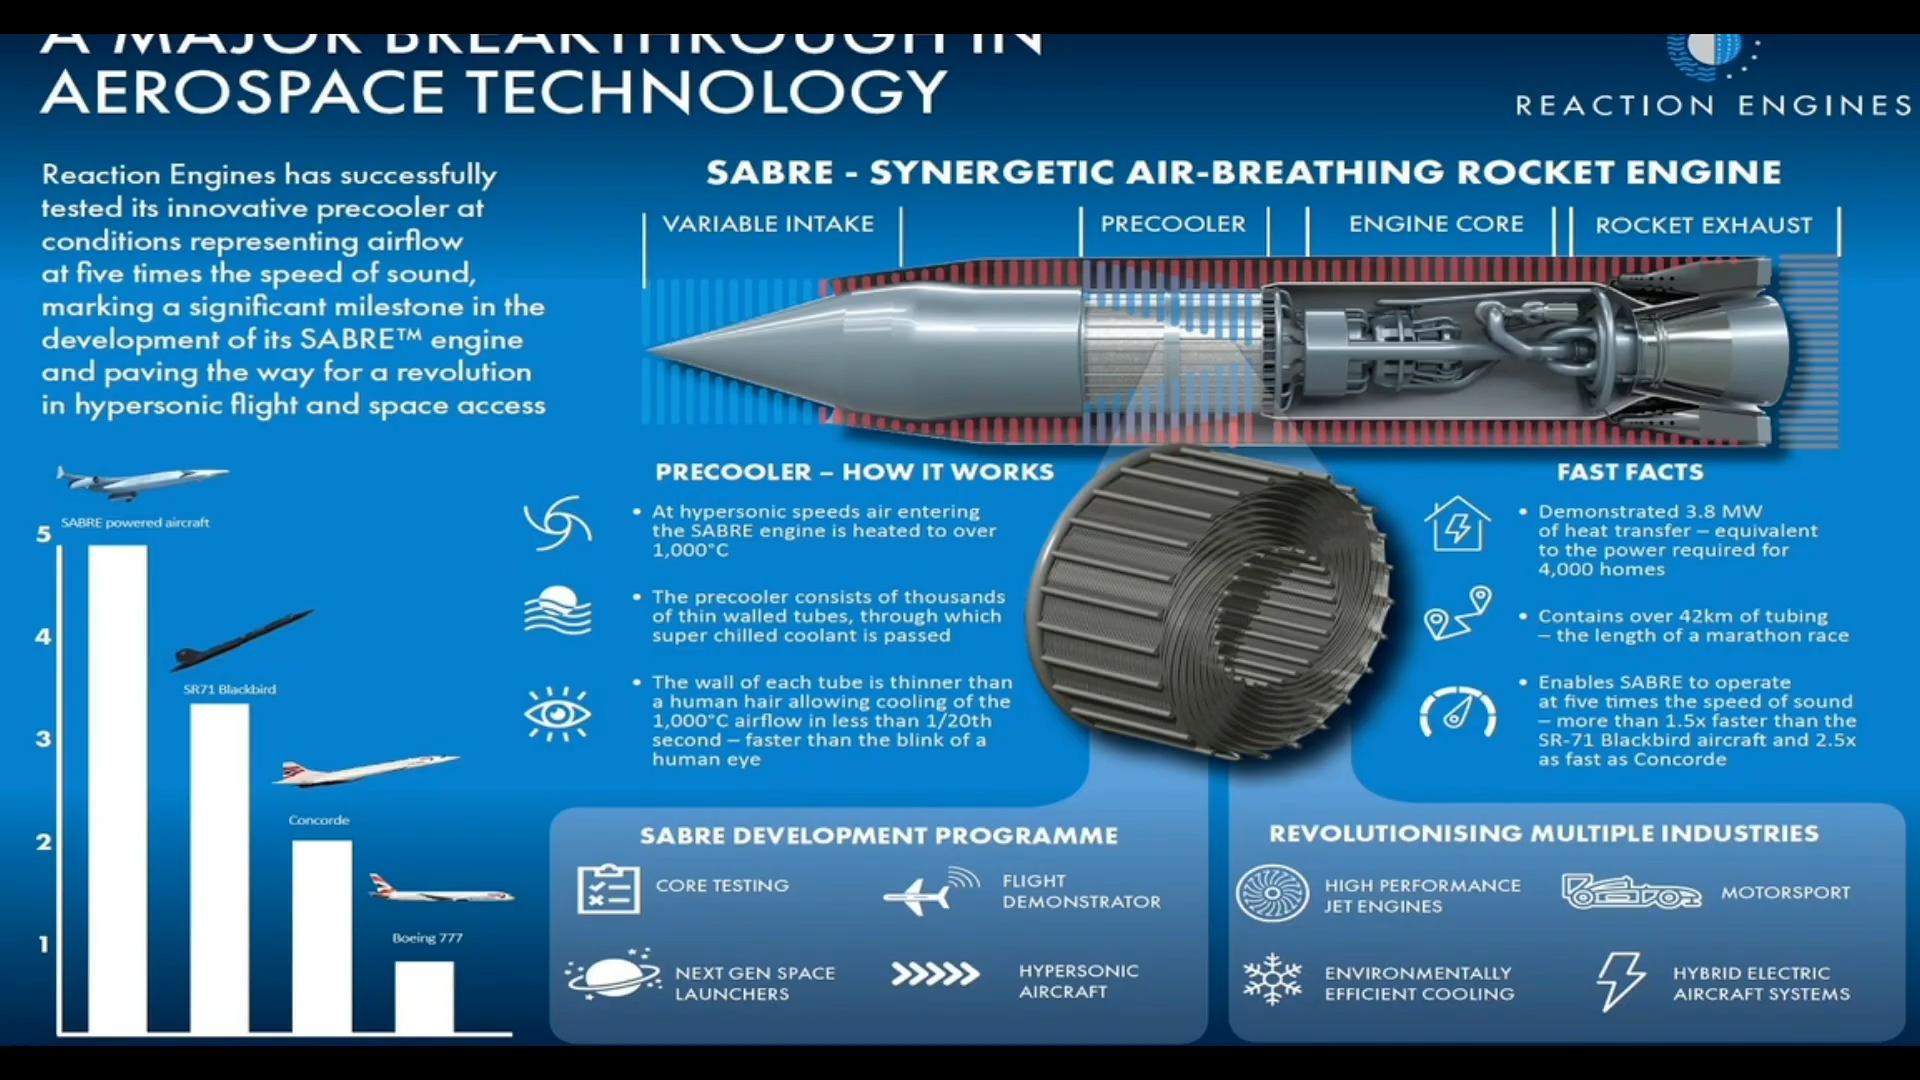 A MAJOR BREAKTHROUGH IN
AEROSPACE TECHNOLOGY
REACTION ENGINES
Reaction Engines has successfully
tested its innovative precooler at
conditions representing airflow
at five times the speed of sound,
marking a significant milestone in the
development of its SABRE™ engine
and paving the way for a revolution
in hypersonic flight and space access
SABRE - SYNERGETIC AIR-BREATHING ROCKET ENGINE
VARIABLE INTAKE
PRECOOLER
ENGINE CORE
ROCKET EXHAUST
5
4
3
2
1
SABRE powered aircraft
SR71 Blackbird
Concorde
Boeing 777
PRECOOLER – HOW IT WORKS
• At hypersonic speeds air entering
the SABRE engine is heated to over
1,000°C
• The precooler consists of thousands
of thin walled tubes, through which
super chilled coolant is passed
• The wall of each tube is thinner than
a human hair allowing cooling of the
1,000°C airflow in less than 1/20th
second – faster than the blink of a
human eye
FAST FACTS
• Demonstrated 3.8 MW
of heat transfer – equivalent
to the power required for
4,000 homes
• Contains over 42km of tubing
– the length of a marathon race
• Enables SABRE to operate
at five times the speed of sound
– more than 1.5x faster than the
SR-71 Blackbird aircraft and 2.5x
as fast as Concorde
SABRE DEVELOPMENT PROGRAMME
CORE TESTING
FLIGHT
DEMONSTRATOR
NEXT GEN SPACE
LAUNCHERS
HYPERSONIC
AIRCRAFT
REVOLUTIONISING MULTIPLE INDUSTRIES
HIGH PERFORMANCE
JET ENGINES
MOTORSPORT
ENVIRONMENTALLY
EFFICIENT COOLING
HYBRID ELECTRIC
AIRCRAFT SYSTEMS